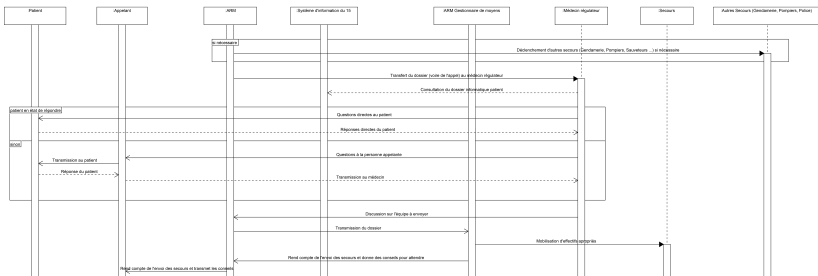 Patient
Appelant
ARM
Système d'information du 15
ARM Gestionnaire de moyens
Médecin régulateur
Secours
Autres Secours (Gendarmerie, Pompiers, Police)
si nécessaire
Déclenchement d'autres secours (Gendarmerie, Pompiers, Sauveteurs ...) si nécessaire
Transfert du dossier (voire de l'appel) au médecin régulateur
Consultation du dossier informatique patient
patient en état de répondre
Questions directes au patient
Réponses directes du patient
sinon
Questions à la personne appelante
Transmission au patient
Réponse du patient
Transmission au médecin
Discussion sur l'équipe à envoyer
Transmission du dossier
Mobilisation d'effectifs appropriés
Rend compte de l'envoi des secours et donne des conseils pour attendre
Rend compte de l'envoi des secours et transmet les conseils